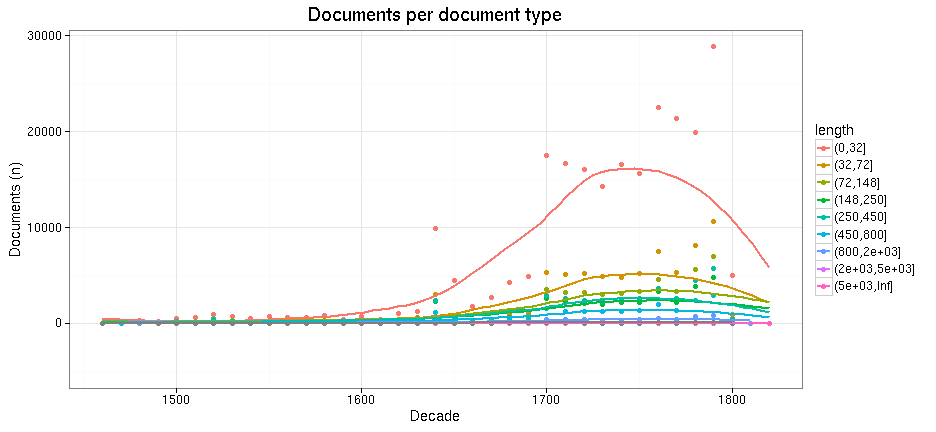 Documents per document type
30000
20000
10000
0
Documents (n)
1500
1600
1700
1800
Decade
length
(0,32]
(32,72]
(72,148]
(148,250]
(250,450]
(450,800]
(800,2e+03]
(2e+03,5e+03]
(5e+03,Inf]